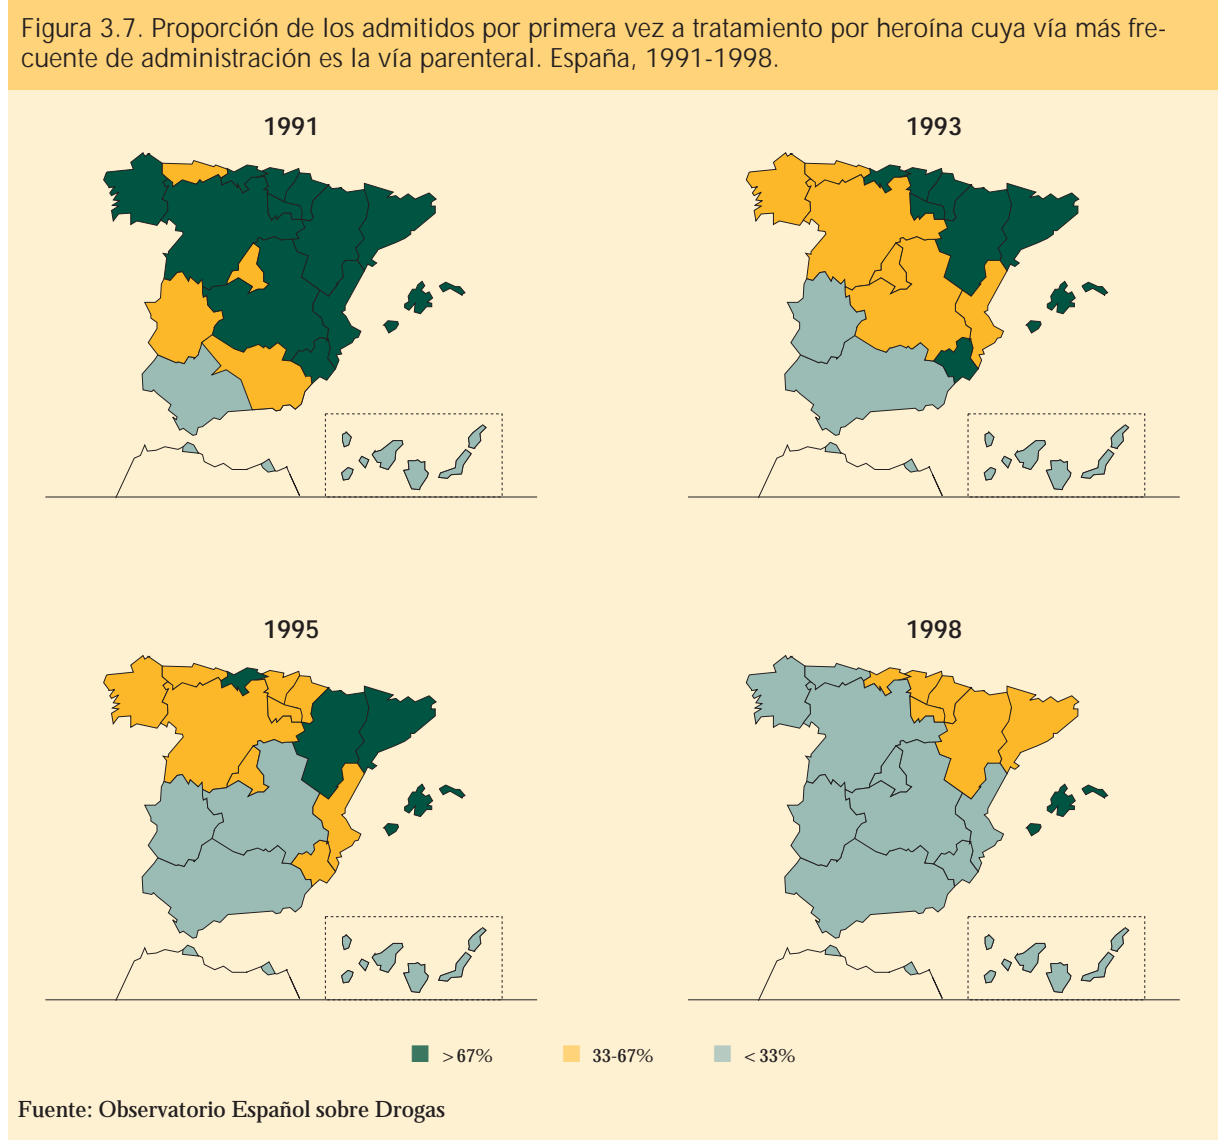 Figura 3.7. Proporción de los admitidos por primera vez a tratamiento por heroína cuya vía más fre-
cuente de administración es la vía parenteral. España, 1991-1998.
1991
1993
1995
1998
>67%
33-67%
<33%
Fuente: Observatorio Español sobre Drogas